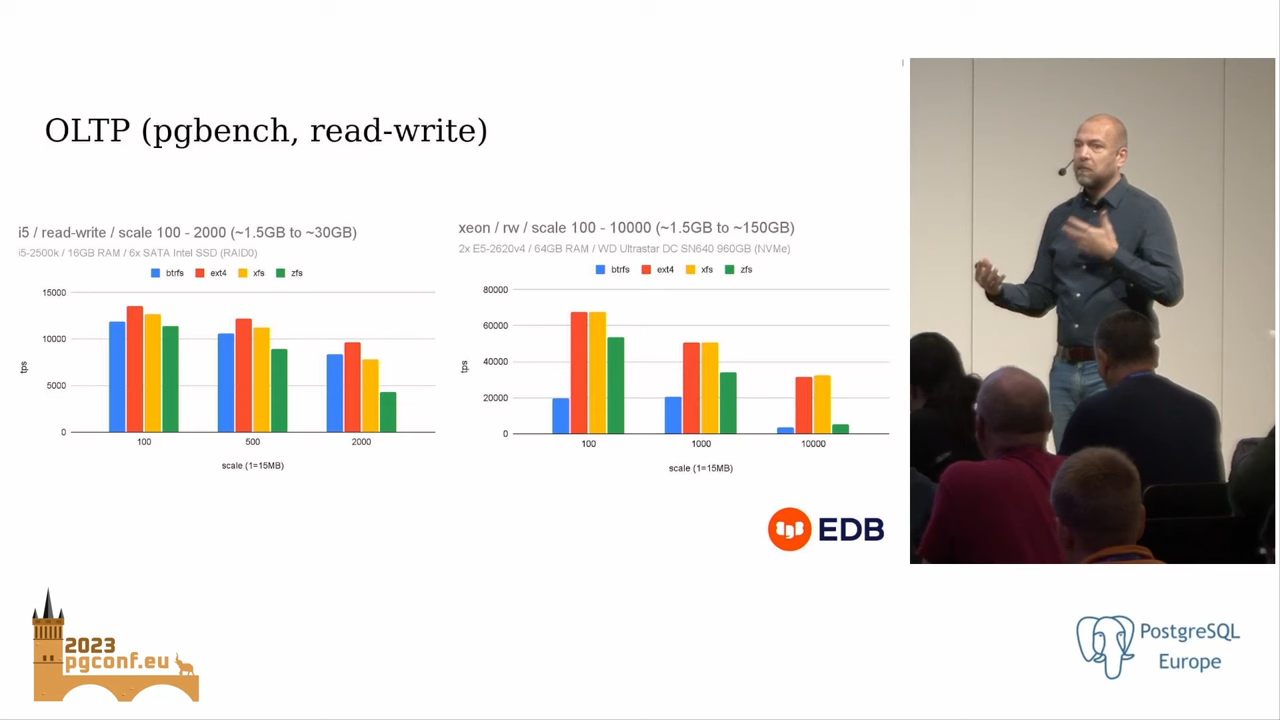 OLTP (pgbench, read-write)
i5 / read-write / scale 100 - 2000 (~1.5GB to ~30GB)
i5-2500k / 16GB RAM / 6x SATA Intel SSD (RAID0)
btrfs ext4 xfs zfs
15000
10000
5000
0
tps
100 500 2000
scale (1=15MB)
xeon / rw / scale 100 - 10000 (~1.5GB to ~150GB)
2x E5-2620v4 / 64GB RAM / WD Ultrastar DC SN640 960GB (NVMe)
btrfs ext4 xfs zfs
80000
60000
40000
20000
0
tps
100 1000 10000
scale (1=15MB)
EDB
2023
pgconf.eu
PostgreSQL
Europe